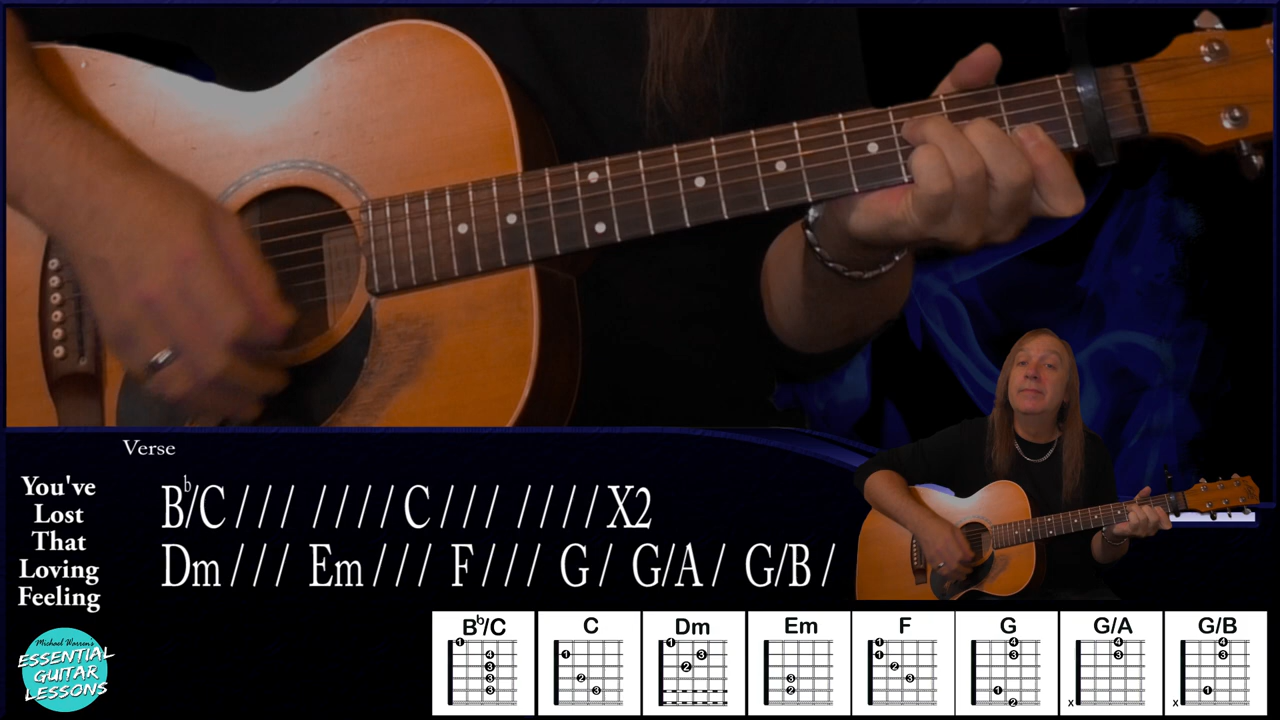 Verse
You've
Lost
That
Loving
Feeling
B♭/C / / / / / / / C / / / / / / / X2
Dm / / / Em / / / F / / / G / G/A / G/B /
B♭/C C Dm Em F G G/A G/B
Michael Warren's
ESSENTIAL
GUITAR
LESSONS